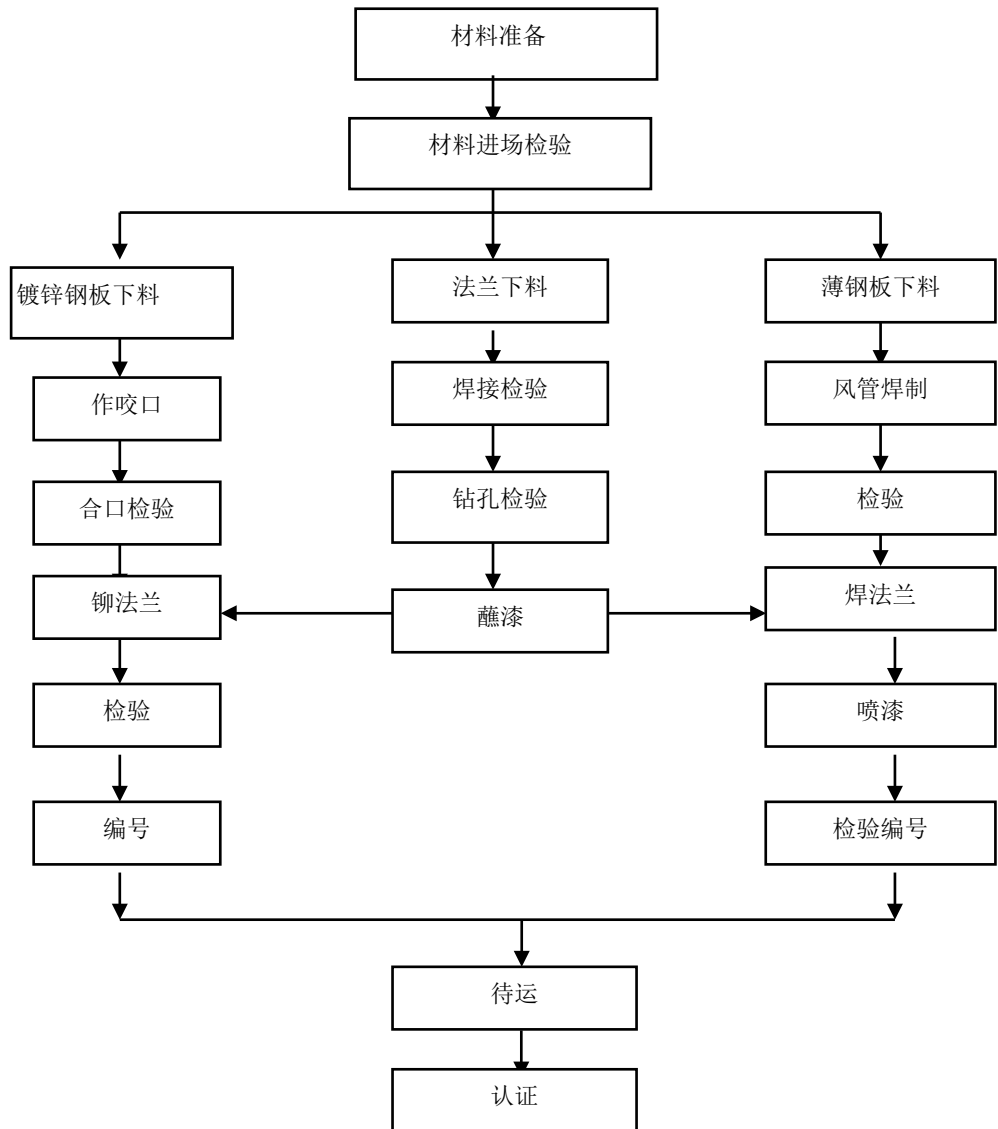 材料准备
材料进场检验
镀锌钢板下料
法兰下料
薄钢板下料
作咬口
焊接检验
风管焊制
合口检验
钻孔检验
检验
铆法兰
蘸漆
焊法兰
检验
喷漆
编号
检验编号
待运
认证